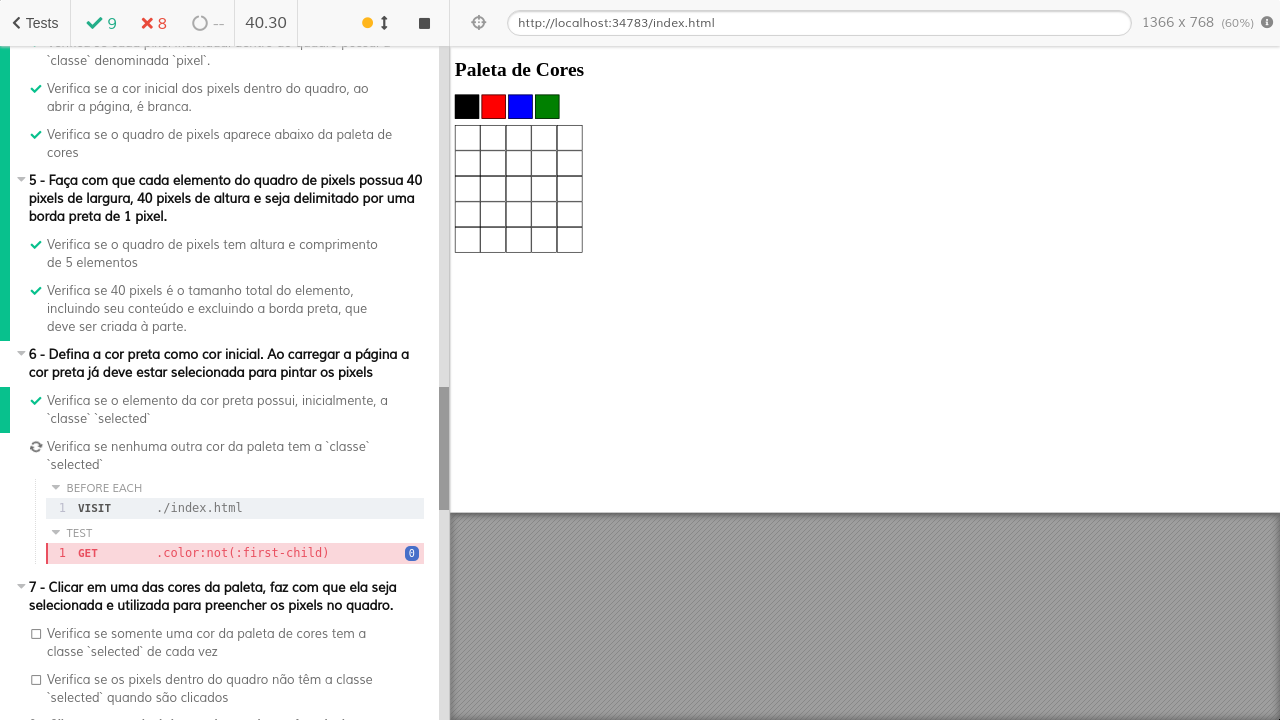 Tests
9
8
--
40.30
http://localhost:34783/index.html
1366 x 768 (60%)
`classe` denominada `pixel`.
Verifica se a cor inicial dos pixels dentro do quadro, ao
abrir a página, é branca.
Verifica se o quadro de pixels aparece abaixo da paleta de
cores
5 - Faça com que cada elemento do quadro de pixels possua 40
pixels de largura, 40 pixels de altura e seja delimitado por uma
borda preta de 1 pixel.
Verifica se o quadro de pixels tem altura e comprimento
de 5 elementos
Verifica se 40 pixels é o tamanho total do elemento,
incluindo seu conteúdo e excluindo a borda preta, que
deve ser criada à parte.
6 - Defina a cor preta como cor inicial. Ao carregar a página a
cor preta já deve estar selecionada para pintar os pixels
Verifica se o elemento da cor preta possui, inicialmente, a
`classe` `selected`
Verifica se nenhuma outra cor da paleta tem a `classe`
`selected`
BEFORE EACH
1 VISIT ./index.html
TEST
1 GET .color:not(:first-child) 0
7 - Clicar em uma das cores da paleta, faz com que ela seja
selecionada e utilizada para preencher os pixels no quadro.
Verifica se somente uma cor da paleta de cores tem a
classe `selected` de cada vez
Verifica se os pixels dentro do quadro não têm a classe
`selected` quando são clicados
Paleta de Cores